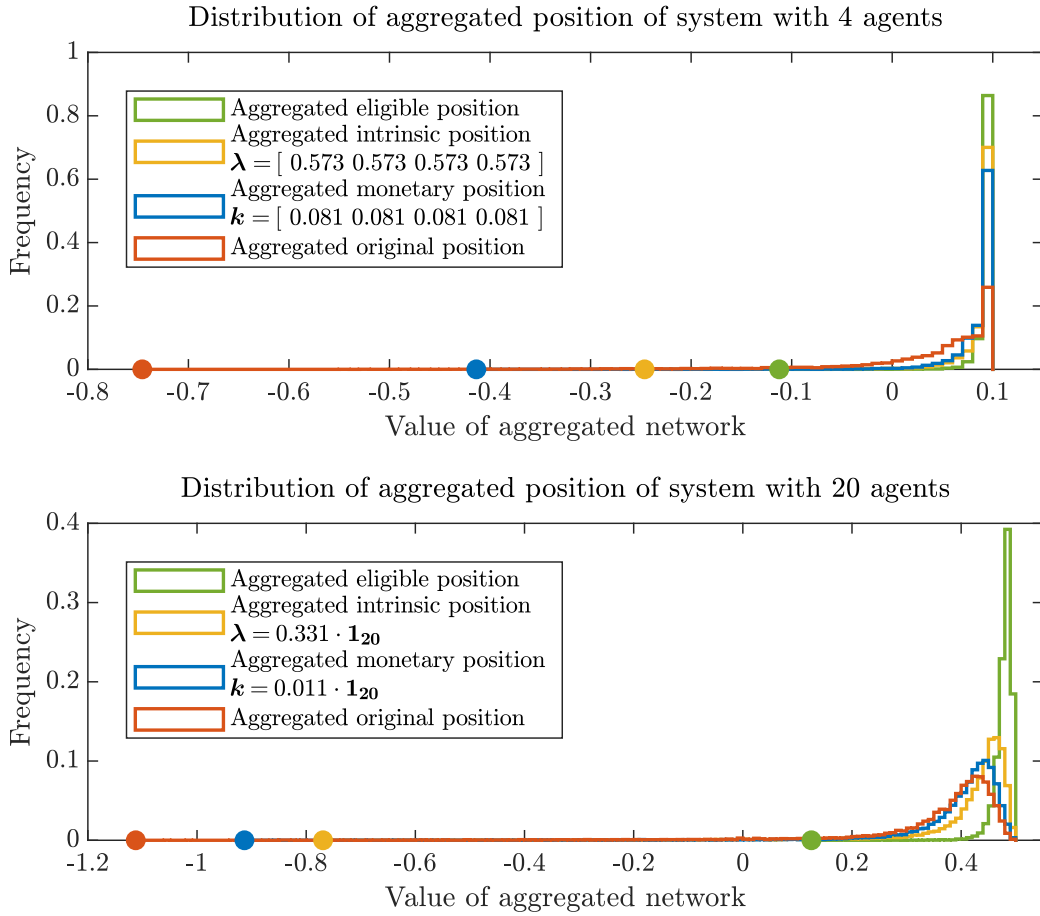 Distribution of aggregated position of system with 4 agents
1
0.8
0.6
0.4
0.2
0
Frequency
Aggregated eligible position
Aggregated intrinsic position
λ = [ 0.573 0.573 0.573 0.573 ]
Aggregated monetary position
k = [ 0.081 0.081 0.081 0.081 ]
Aggregated original position
-0.8 -0.7 -0.6 -0.5 -0.4 -0.3 -0.2 -0.1 0 0.1
Value of aggregated network
Distribution of aggregated position of system with 20 agents
0.4
0.3
0.2
0.1
0
Frequency
Aggregated eligible position
Aggregated intrinsic position
λ = 0.331 · 1₂₀
Aggregated monetary position
k = 0.011 · 1₂₀
Aggregated original position
-1.2 -1 -0.8 -0.6 -0.4 -0.2 0 0.2 0.4
Value of aggregated network